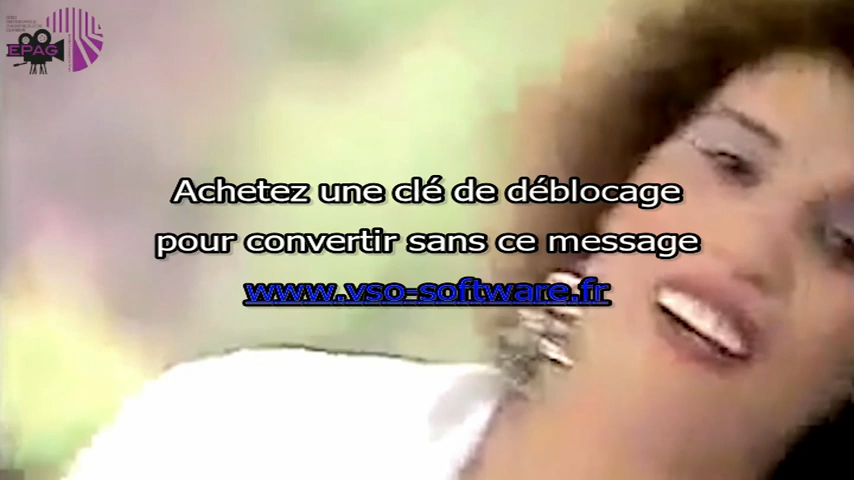 EPAG
Achetez une clé de déblocage
pour convertir sans ce message
www.vso-software.fr